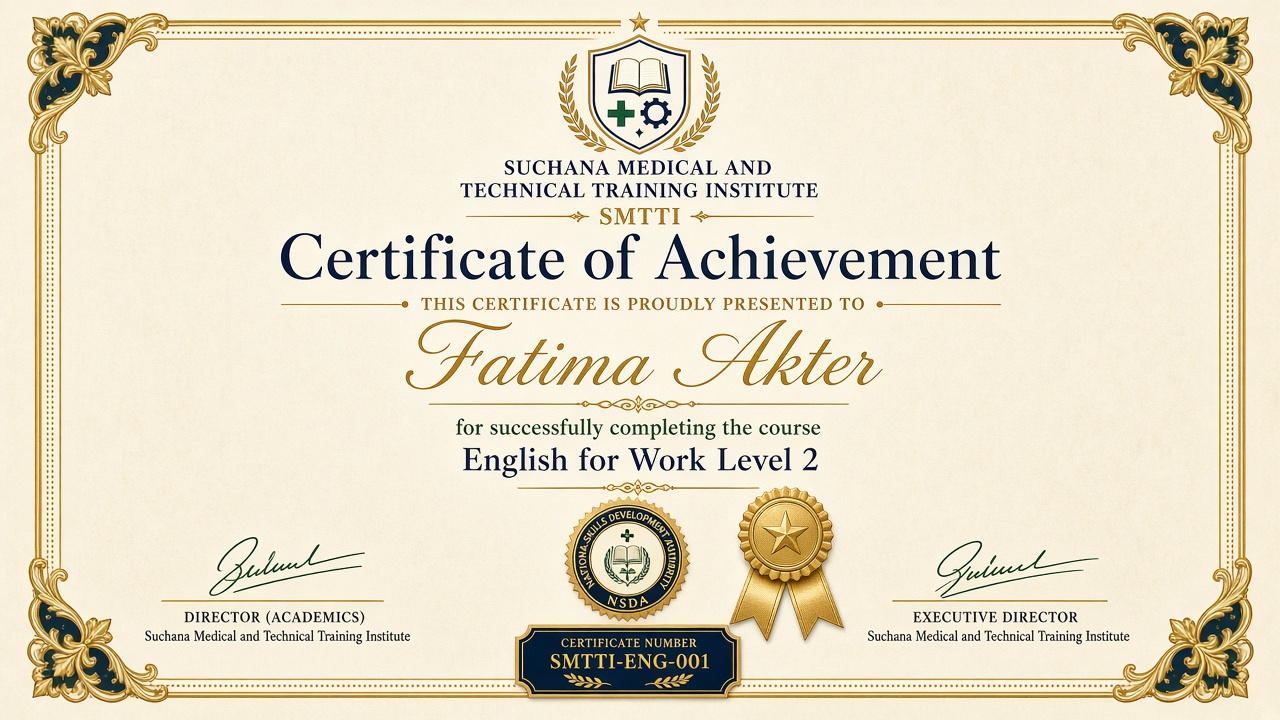 SUCHANA MEDICAL AND
TECHNICAL TRAINING INSTITUTE
SMTTI
Certificate of Achievement
THIS CERTIFICATE IS PROUDLY PRESENTED TO
Fatima Akter
for successfully completing the course
English for Work Level 2
NATIONAL SKILLS DEVELOPMENT AUTHORITY
NSDA
DIRECTOR (ACADEMICS)
Suchana Medical and Technical Training Institute
EXECUTIVE DIRECTOR
Suchana Medical and Technical Training Institute
CERTIFICATE NUMBER
SMTTI-ENG-001